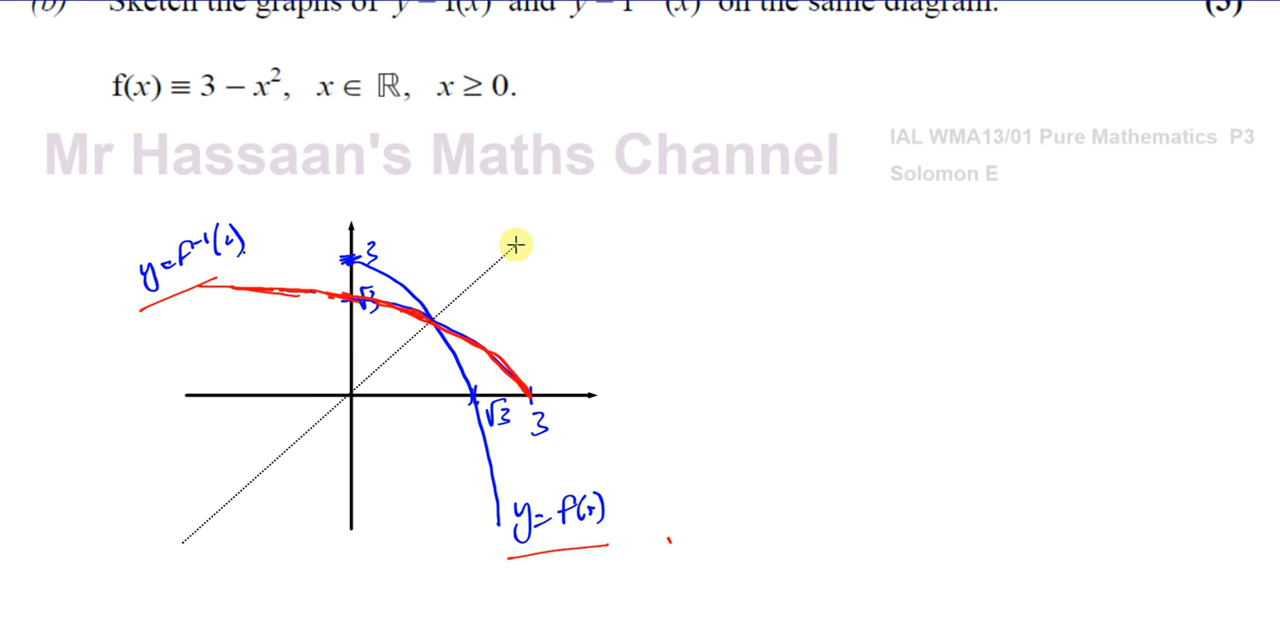 (b) Sketch the graphs of y = f(x) and y = f⁻¹(x) on the same diagram. (3)
f(x) ≡ 3 – x², x ∈ ℝ, x ≥ 0.
Mr Hassaan's Maths Channel
IAL WMA13/01 Pure Mathematics P3
Solomon E
y=f⁻¹(x)
3
√3
√3
3
y=f(x)